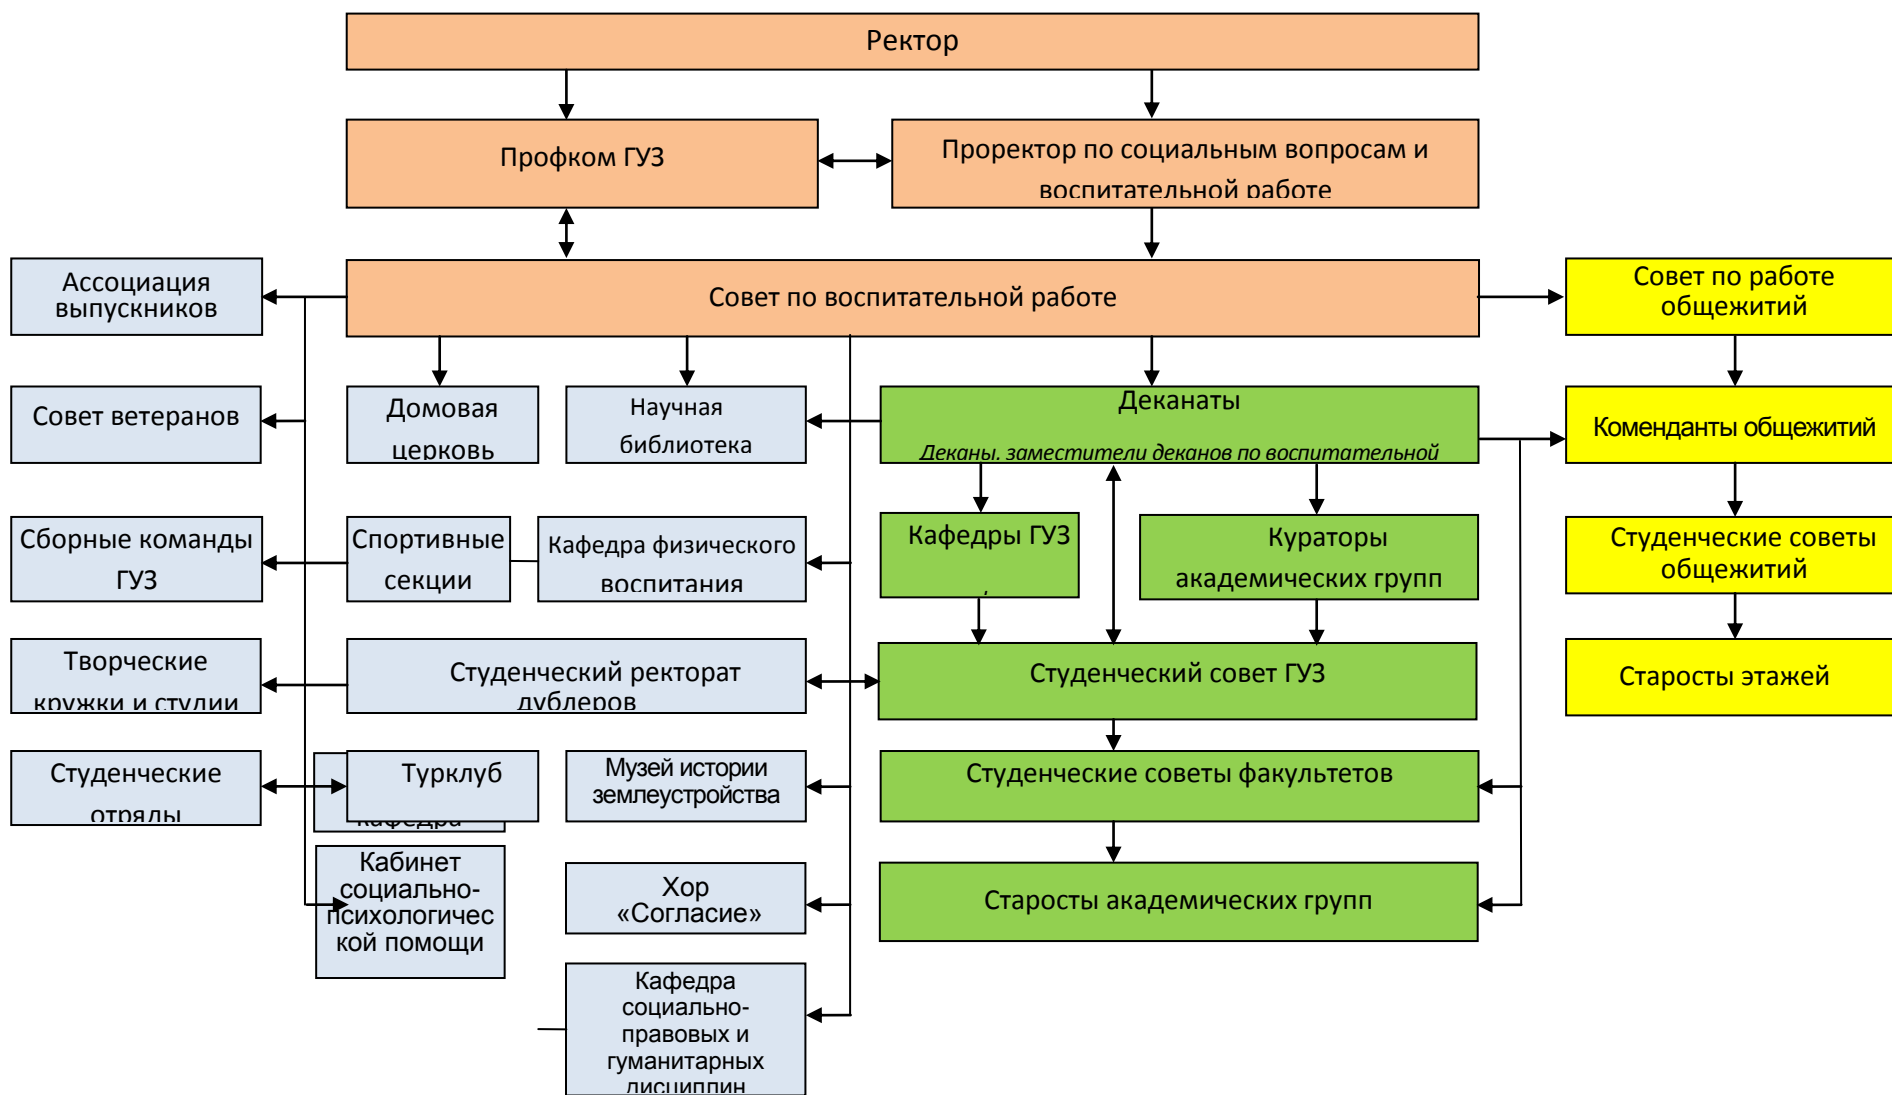 Ректор
Профком ГУЗ
Проректор по социальным вопросам и
воспитательной работе
Ассоциация
выпускников
Совет по воспитательной работе
Совет по работе
общежитий
Совет ветеранов
Домовая
церковь
Научная
библиотека
Деканаты
Деканы, заместители деканов по воспитательной
Коменданты общежитий
Сборные команды
ГУЗ
Спортивные
секции
Кафедра физического
воспитания
Кафедры ГУЗ
Кураторы
академических групп
Студенческие советы
общежитий
Творческие
кружки и студии
Студенческий ректорат
дублеров
Студенческий совет ГУЗ
Старосты этажей
Студенческие
отряды
Турклуб
кафедра
Музей истории
землеустройства
Студенческие советы факультетов
Кабинет
социально-
психологичес
кой помощи
Хор
«Согласие»
Старосты академических групп
Кафедра
социально-
правовых и
гуманитарных
дисциплин